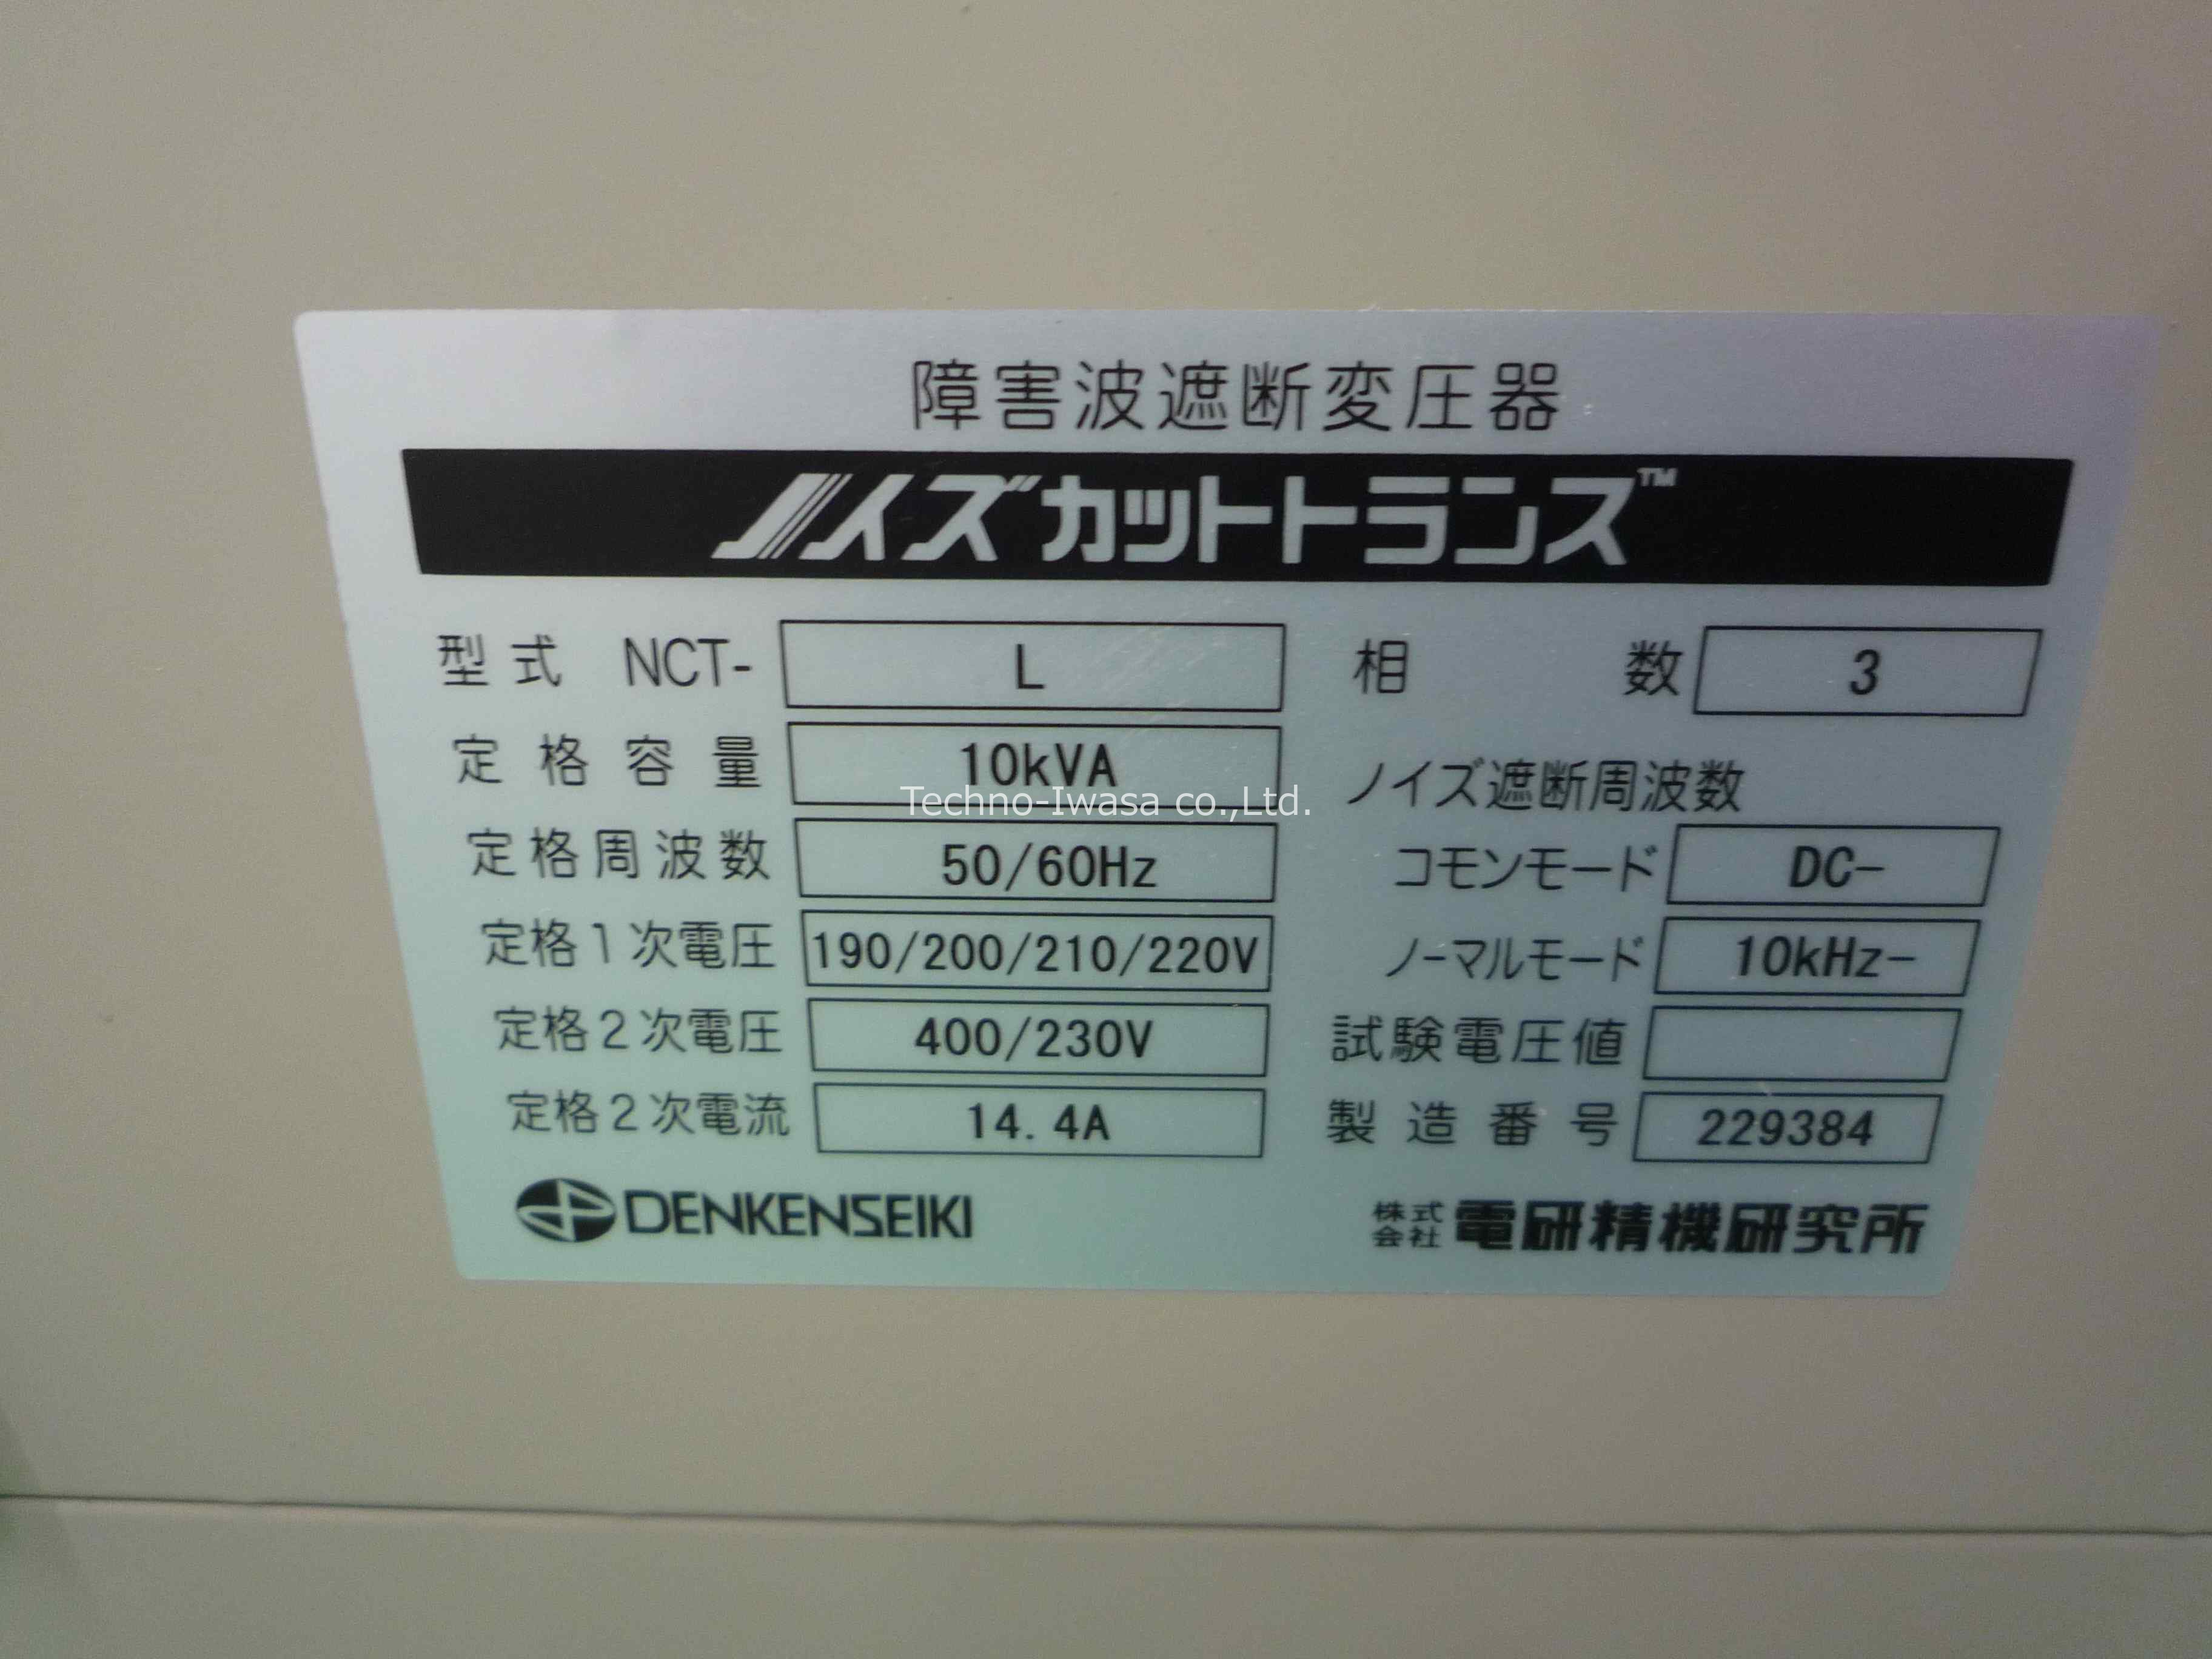 障害波遮断変圧器
ノイズカットトランス™
型式 NCT- L 相数 3
定格容量 10kVA
ノイズ遮断周波数
Techno-Iwasa co.,Ltd.
定格周波数 50/60Hz コモンモード DC-
定格1次電圧 190/200/210/220V ノーマルモード 10kHz-
定格2次電圧 400/230V 試験電圧値
定格2次電流 14.4A 製造番号 229384
DENKENSEIKI 株式会社 電研精機研究所